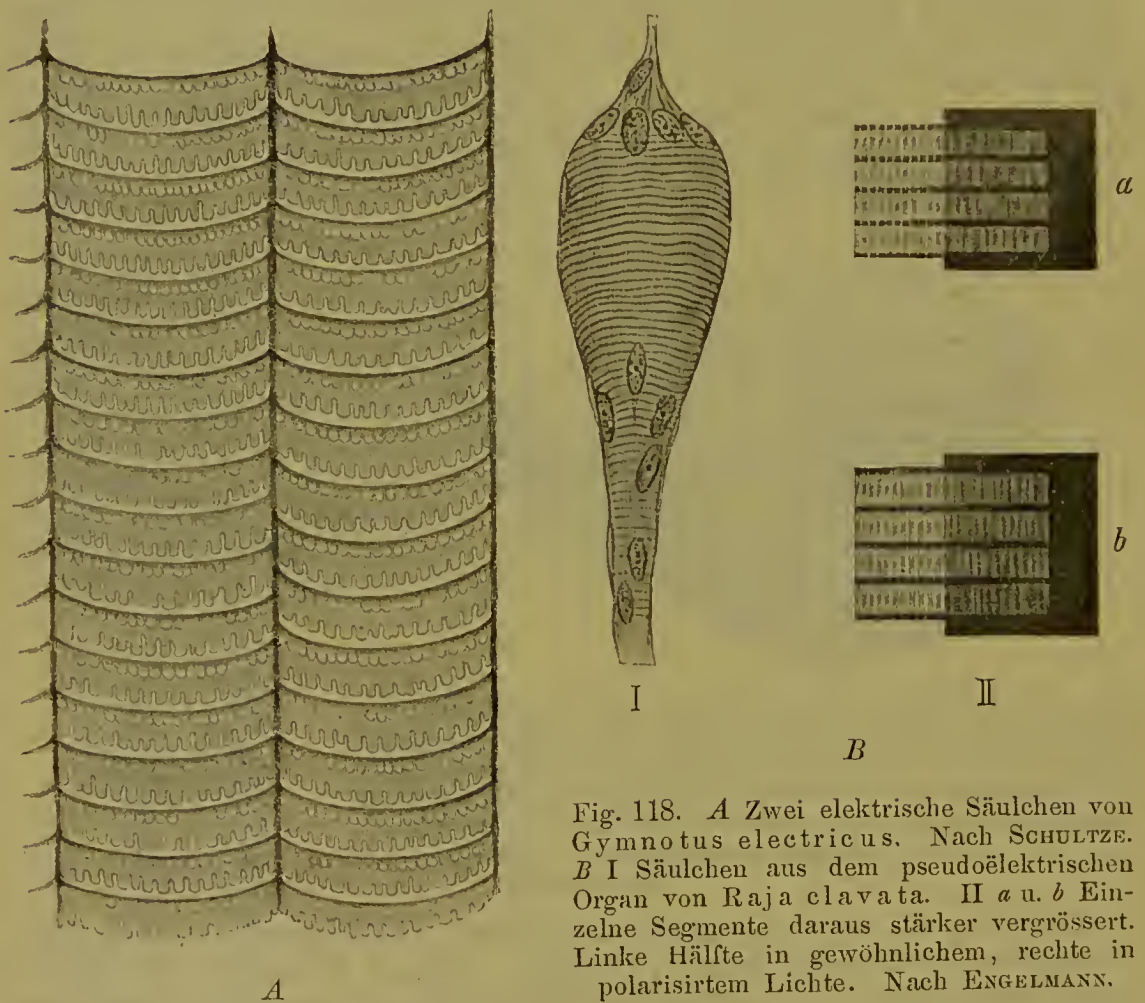 a
b
I
II
B
A
Fig. 118. A Zwei elektrische Säulchen von
Gymnotus electricus. Nach SCHULTZE.
B I Säulchen aus dem pseudoëlektrischen
Organ von Raja clavata. II a u. b Ein-
zelne Segmente daraus stärker vergrössert.
Linke Hälfte in gewöhnlichem, rechte in
polarisirtem Lichte. Nach ENGELMANN.